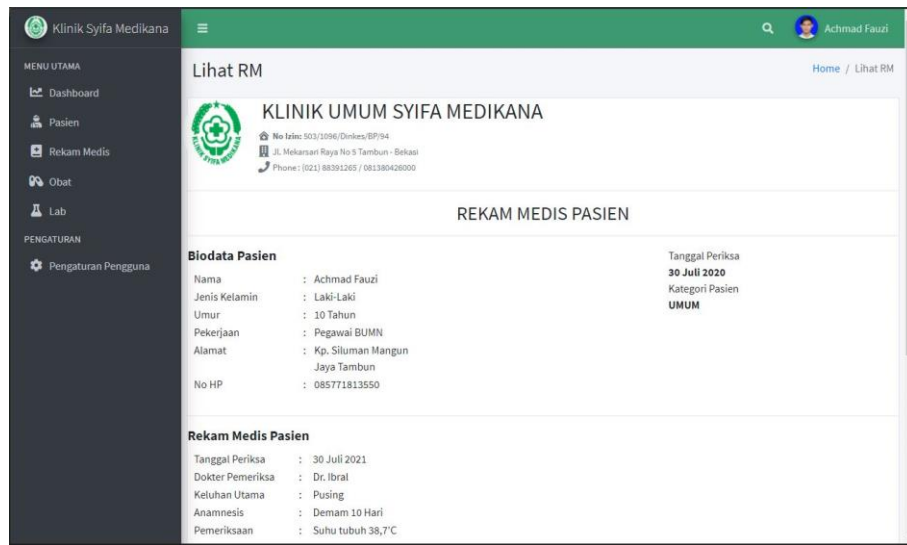 Klinik Syifa Medikana
Achmad Fauzi
MENU UTAMA
Dashboard
Pasien
Rekam Medis
Obat
Lab
PENGATURAN
Pengaturan Pengguna
Lihat RM
Home / Lihat RM
KLINIK UMUM SYIFA MEDIKANA
No Izin: 503/1096/Dinkes/BP/94
JL. Mekarsari Raya No 5 Tambun - Bekasi
Phone : (021) 88391265 / 081380426000
REKAM MEDIS PASIEN
Biodata Pasien
Nama : Achmad Fauzi
Jenis Kelamin : Laki-Laki
Umur : 10 Tahun
Pekerjaan : Pegawai BUMN
Alamat : Kp. Siluman Mangun
Jaya Tambun
No HP : 085771813550
Tanggal Periksa
30 Juli 2020
Kategori Pasien
UMUM
Rekam Medis Pasien
Tanggal Periksa : 30 Juli 2021
Dokter Pemeriksa : Dr. Ibral
Keluhan Utama : Pusing
Anamnesis : Demam 10 Hari
Pemeriksaan : Suhu tubuh 38,7'C